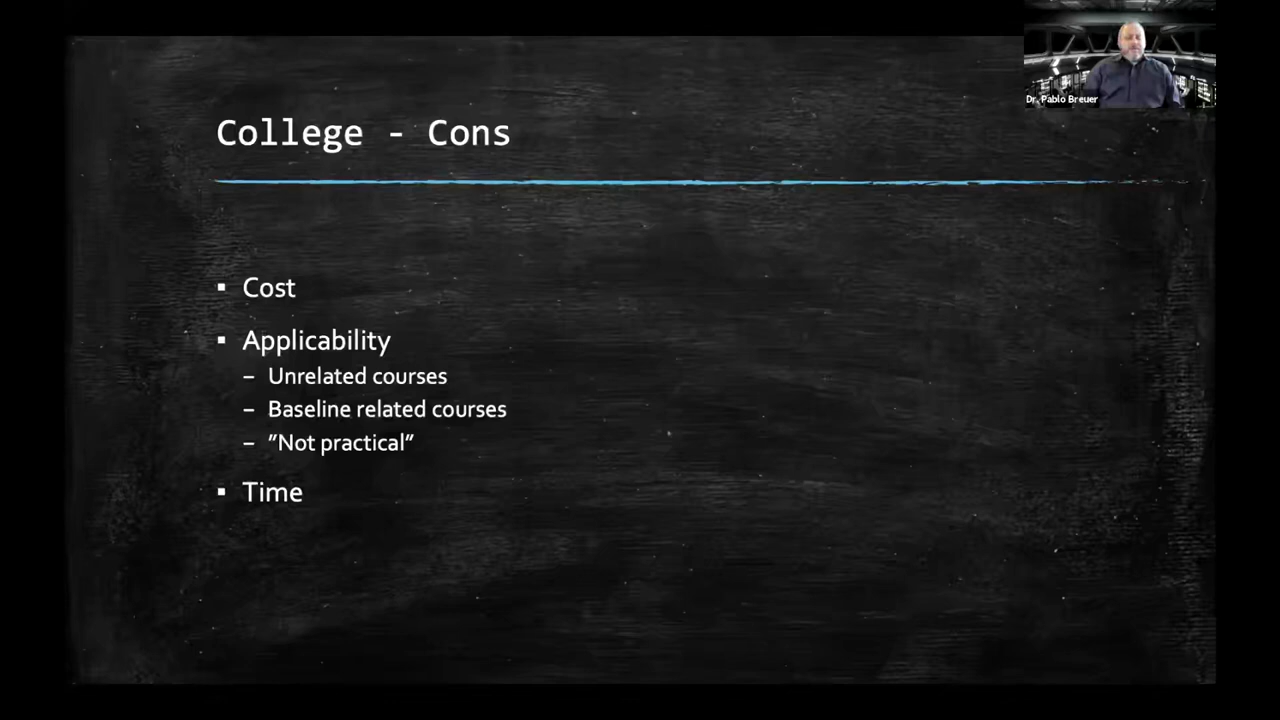 Dr. Pablo Breuer
College - Cons
▪ Cost
▪ Applicability
– Unrelated courses
– Baseline related courses
– ”Not practical”
▪ Time